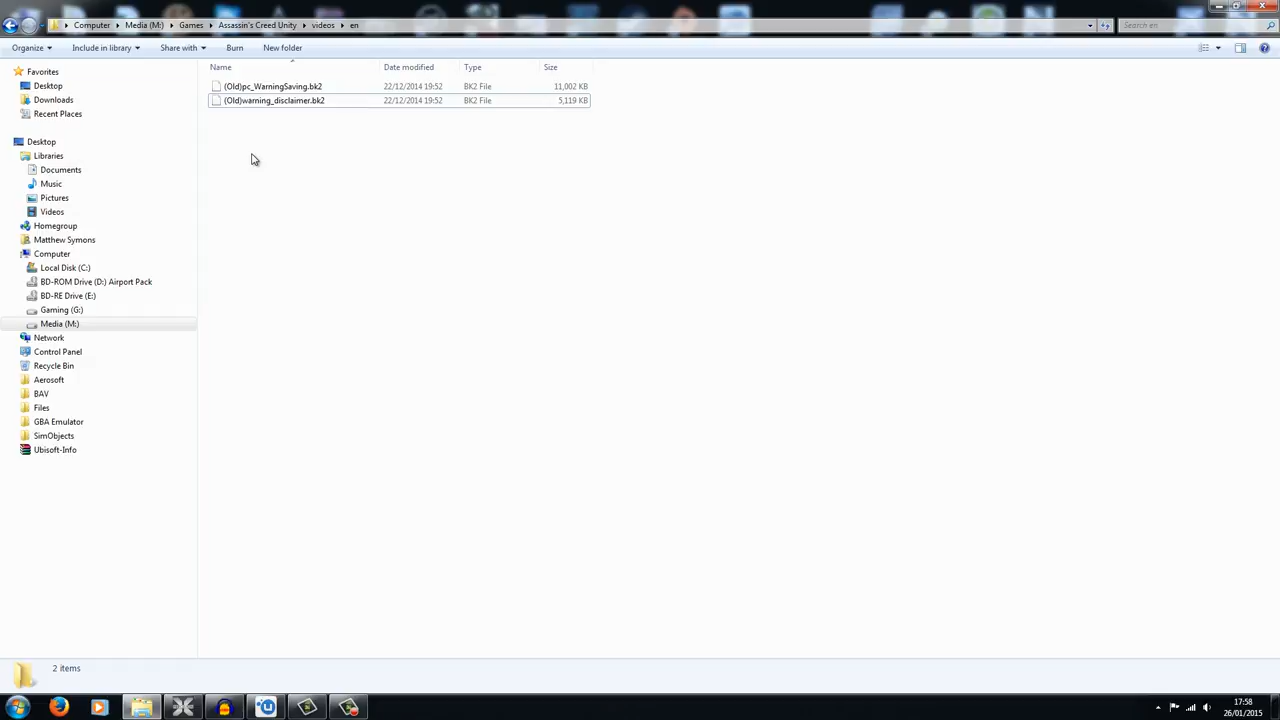 Computer Media (M:) Games Assassin's Creed Unity videos en Search en
Organize Include in library Share with Burn New folder
Name Date modified Type Size
(Old)pc_WarningSaving.bk2 22/12/2014 19:52 BK2 File 11,002 KB
(Old)warning_disclaimer.bk2 22/12/2014 19:52 BK2 File 5,119 KB
Favorites
Desktop
Downloads
Recent Places
Desktop
Libraries
Documents
Music
Pictures
Videos
Homegroup
Matthew Symons
Computer
Local Disk (C:)
BD-ROM Drive (D:) Airport Pack
BD-RE Drive (E:)
Gaming (G:)
Media (M:)
Network
Control Panel
Recycle Bin
Aerosoft
BAV
Files
GBA Emulator
SimObjects
Ubisoft-Info
2 items
17:58
26/01/2015